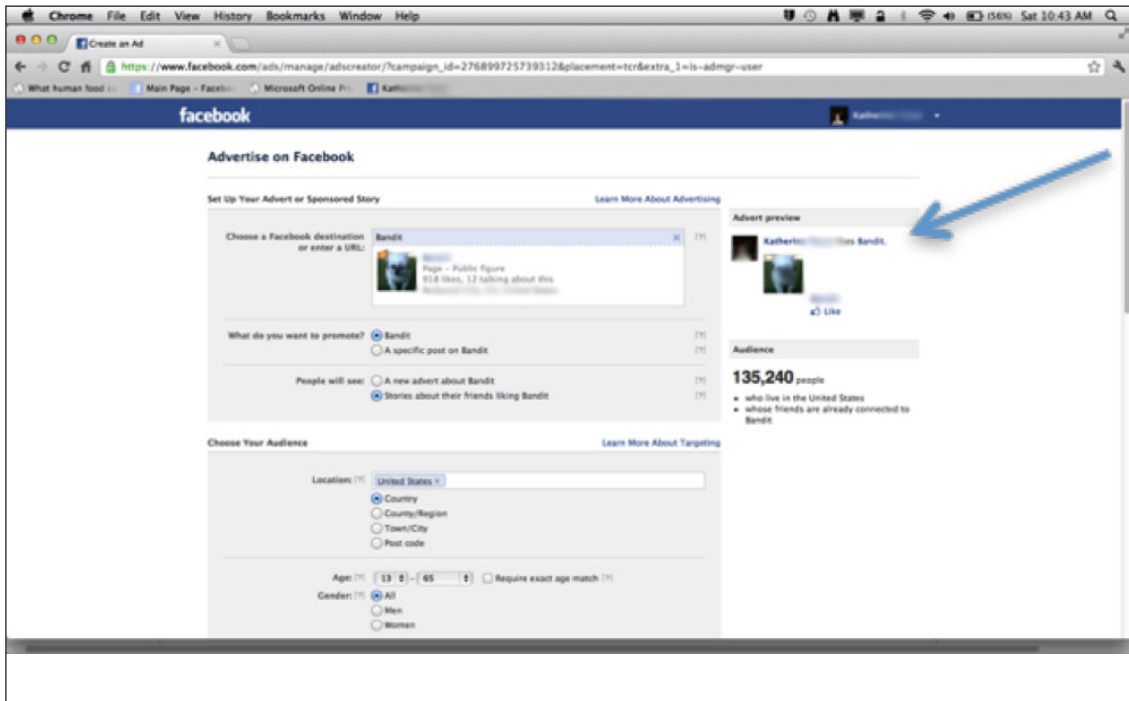 Chrome File Edit View History Bookmarks Window Help
(56%) Sat 10:43 AM
Create an Ad
https://www.facebook.com/ads/manage/adscreator/?campaign_id=276899725739312&placement=tcr&extra_1=is-admgr-user
What human food Main Page - Microsoft Online
facebook
Advertise on Facebook
Set Up Your Advert or Sponsored Story Learn More About Advertising
Choose a Facebook destination Bandit × [?]
or enter a URL:
Page - Public figure
918 likes, 12 talking about this
What do you want to promote? Bandit [?]
A specific post on Bandit [?]
People will see: A new advert about Bandit [?]
Stories about their friends liking Bandit [?]
Choose Your Audience Learn More About Targeting
Location: [?] United States ×
Country
County/Region
Town/City
Post code
Age: [?] 13 - 65 Require exact age match [?]
Gender: [?] All
Men
Women
Advert preview
Bandit.
Like
Audience
135,240 people
who live in the United States
whose friends are already connected to
Bandit